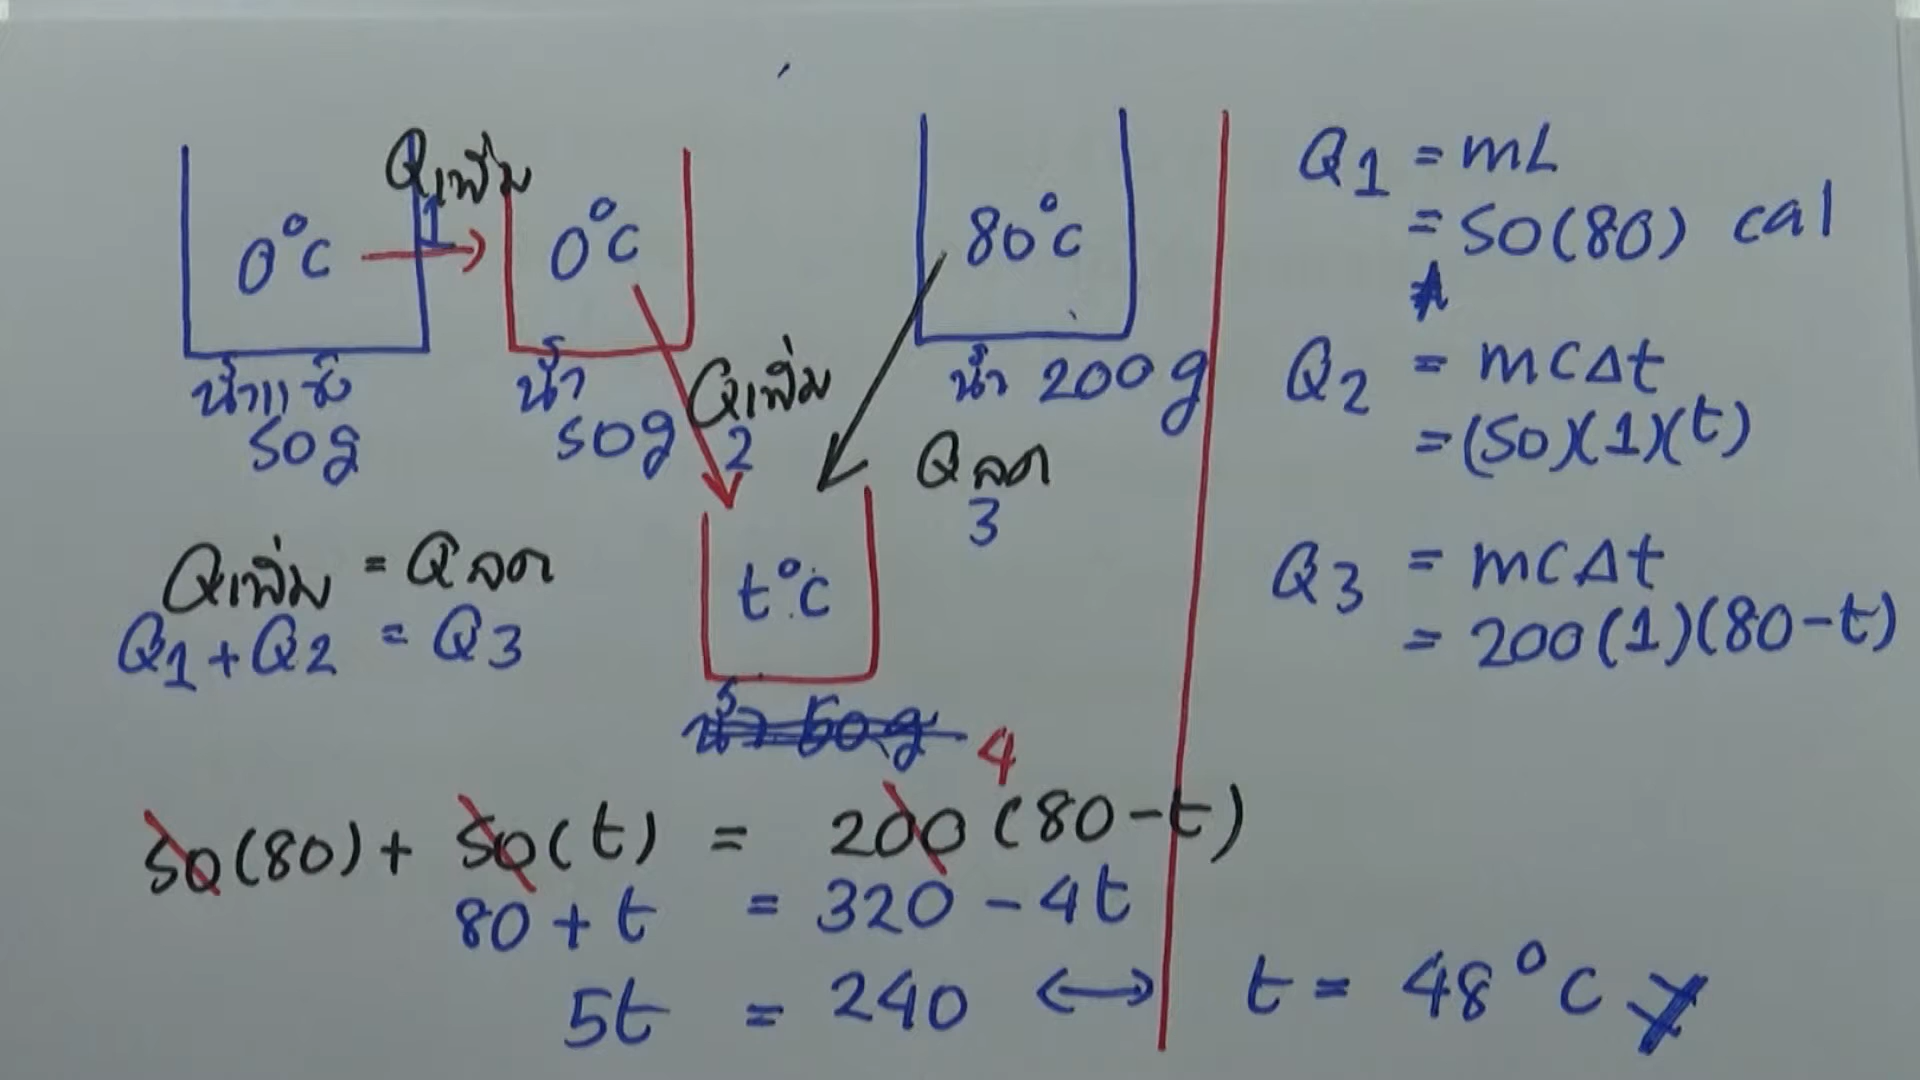 Qเพิ่ม
1
0°C
น้ำแข็ง
50g
0°C
น้ำ
50g
Qเพิ่ม
2
80°C
น้ำ 200g
Qลด
3
t°C
น้ำ 50g
Qเพิ่ม = Qลด
Q1+Q2 = Q3
4
50(80)+50(t) = 200(80-t)
80+t = 320-4t
5t = 240 ↔ t = 48°C
Q1 = mL
= 50(80) cal
Q2 = mcΔt
=(50)(1)(t)
Q3 = mcΔt
= 200(1)(80-t)